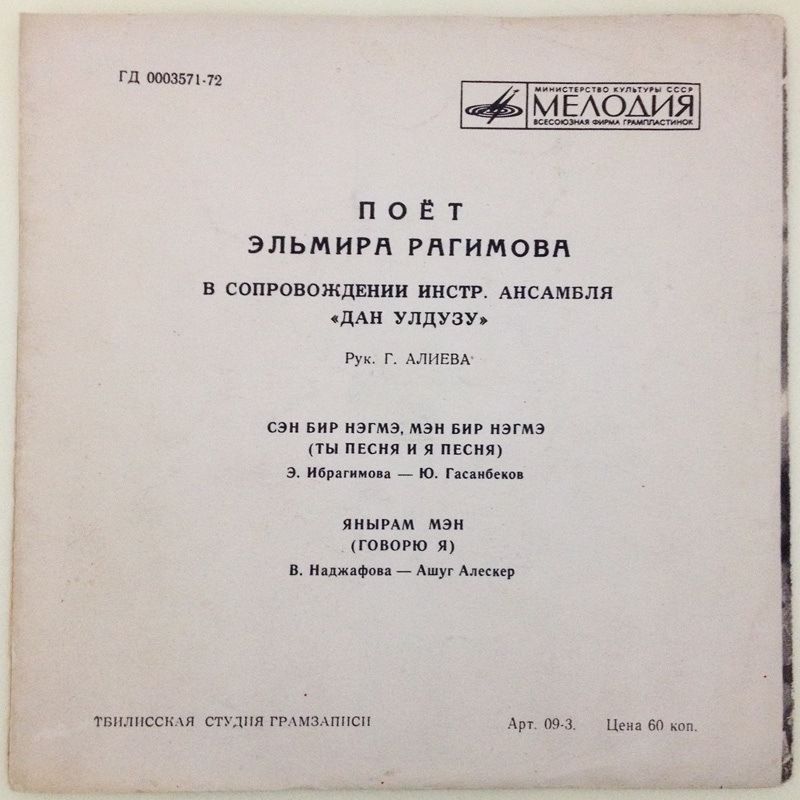 ГД 0003571-72
МИНИСТЕРСТВО КУЛЬТУРЫ СССР
МЕЛОДИЯ
ВСЕСОЮЗНАЯ ФИРМА ГРАМПЛАСТИНОК
ПОЁТ
ЭЛЬМИРА РАГИМОВА
В СОПРОВОЖДЕНИИ ИНСТР. АНСАМБЛЯ
«ДАН УЛДУЗУ»
Рук. Г. АЛИЕВА
СЭН БИР НЭГМЭ, МЭН БИР НЭГМЭ
(ТЫ ПЕСНЯ И Я ПЕСНЯ)
Э. Ибрагимова — Ю. Гасанбеков
ЯНЫРАМ МЭН
(ГОВОРЮ Я)
В. Наджафова — Ашуг Алескер
ТБИЛИССКАЯ СТУДИЯ ГРАМЗАПИСИ
Арт. 09-3. Цена 60 коп.